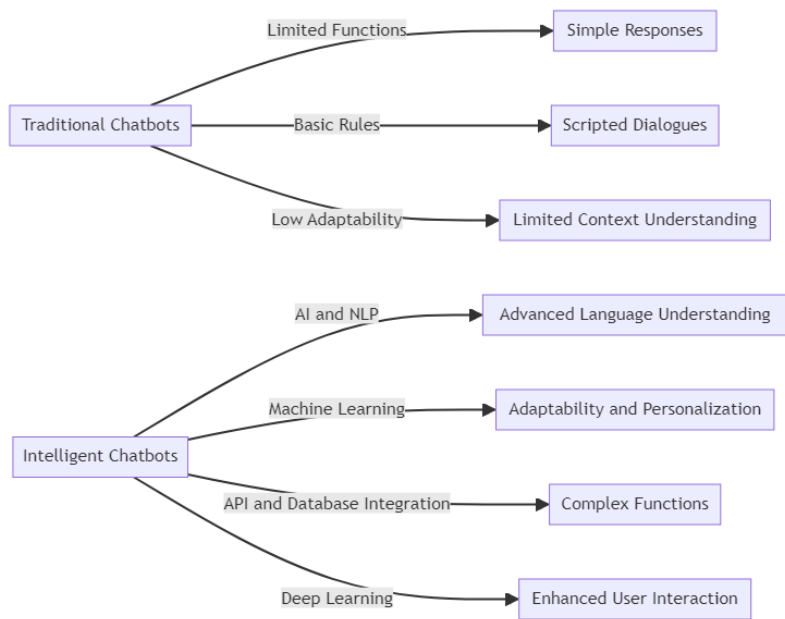 Limited Functions
Simple Responses
Traditional Chatbots
Basic Rules
Scripted Dialogues
Low Adaptability
Limited Context Understanding
AI and NLP
Advanced Language Understanding
Machine Learning
Adaptability and Personalization
Intelligent Chatbots
API and Database Integration
Complex Functions
Deep Learning
Enhanced User Interaction